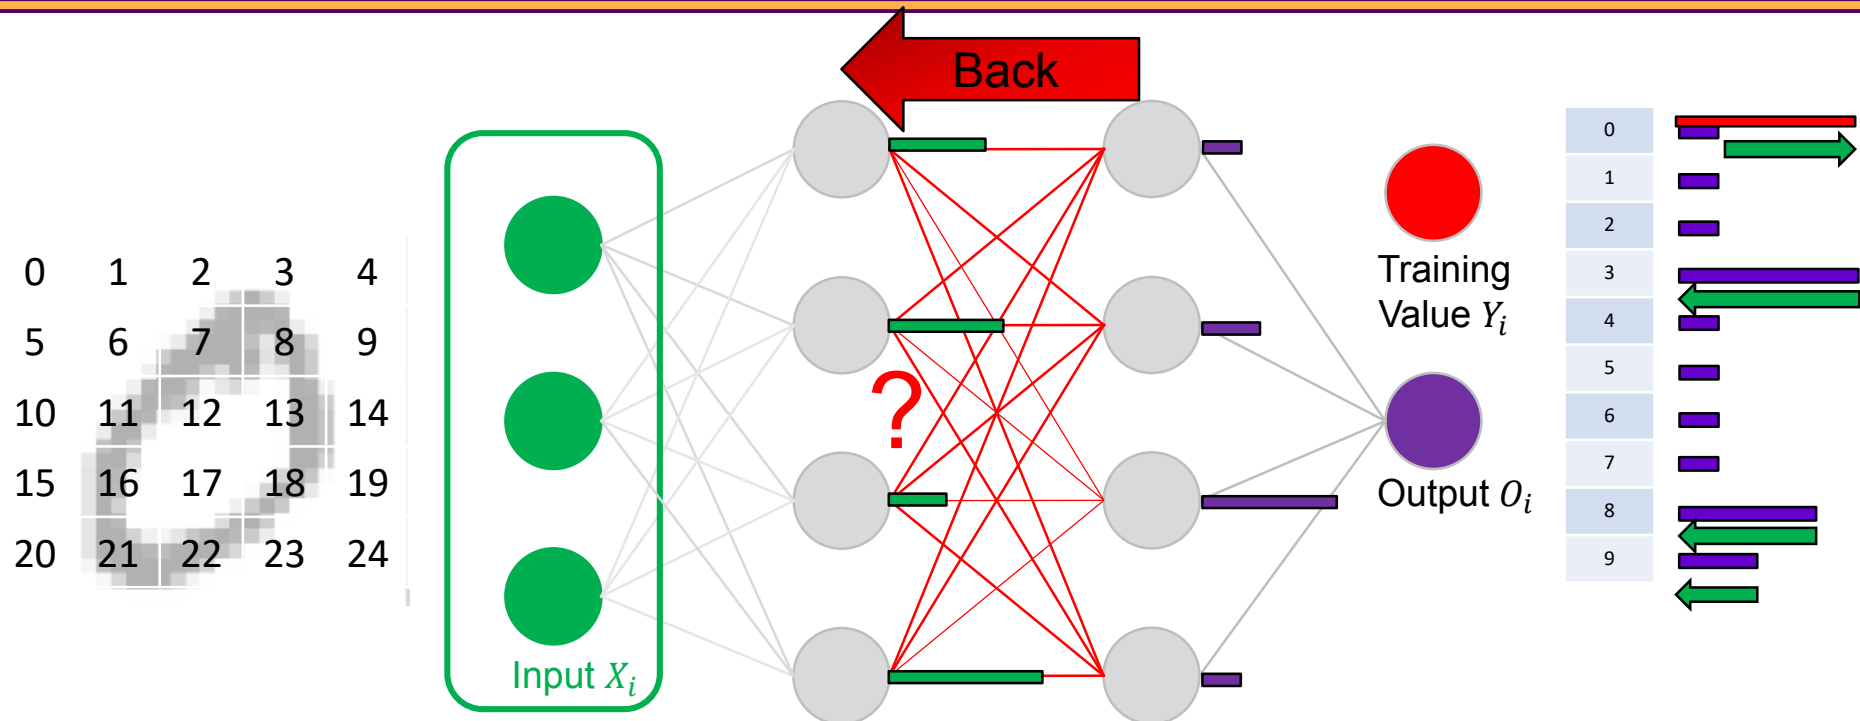 Back
0 1 2 3 4
5 6 7 8 9
10 11 12 13 14
15 16 17 18 19
20 21 22 23 24
Input Xᵢ
?
Training
Value Yᵢ
Output Oᵢ
0
1
2
3
4
5
6
7
8
9